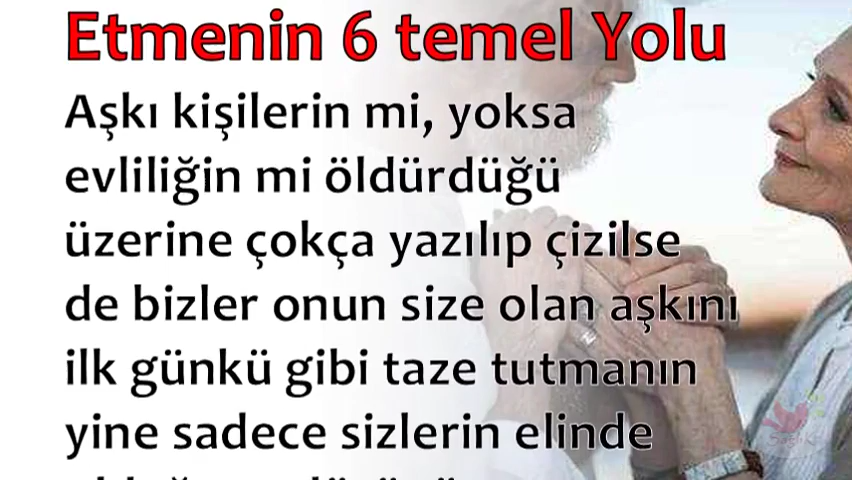 Etmenin 6 temel Yolu
Aşkı kişilerin mi, yoksa
evliliğin mi öldürdüğü
üzerine çokça yazılıp çizilse
de bizler onun size olan aşkını
ilk günkü gibi taze tutmanın
yine sadece sizlerin elinde